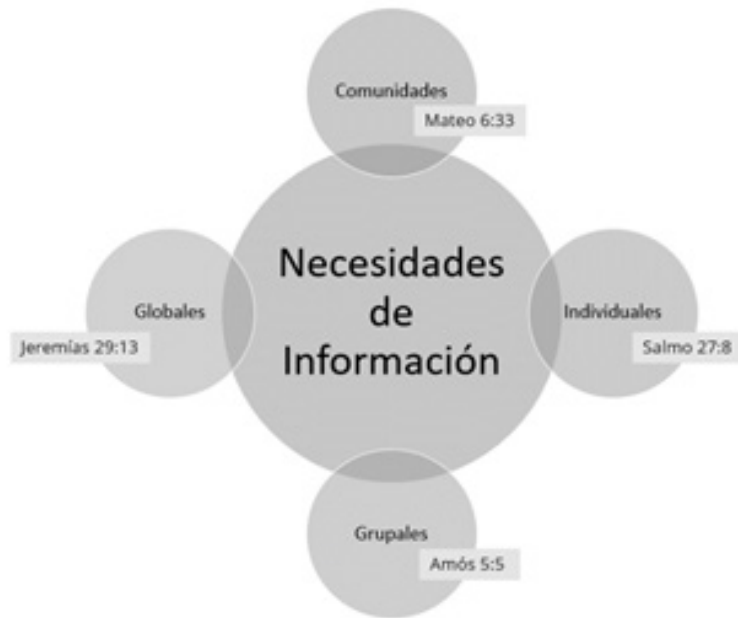 Comunidades
Mateo 6:33
Necesidades
de
Información
Globales
Jeremías 29:13
Individuales
Salmo 27:8
Grupales
Amós 5:5